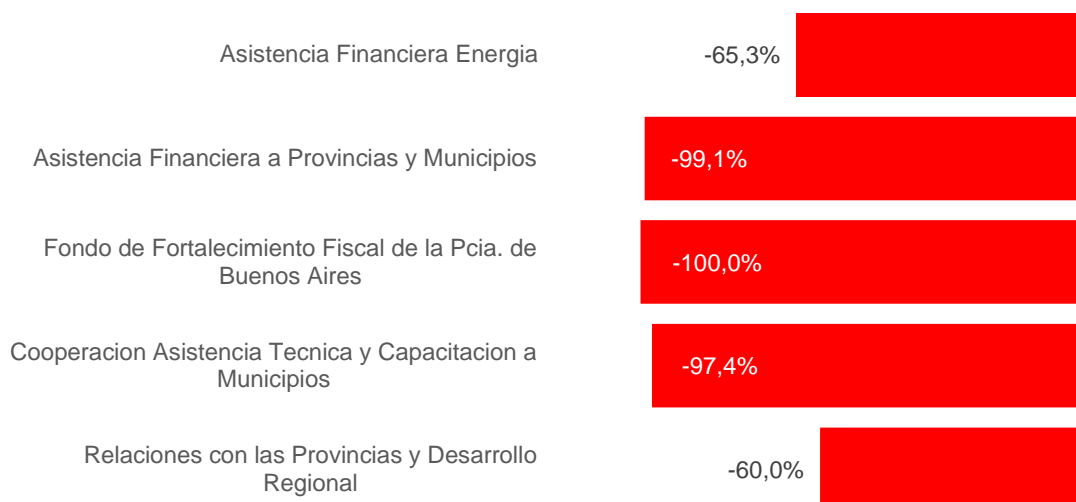 Asistencia Financiera Energia
-65,3%
Asistencia Financiera a Provincias y Municipios
-99,1%
Fondo de Fortalecimiento Fiscal de la Pcia. de
Buenos Aires
-100,0%
Cooperacion Asistencia Tecnica y Capacitacion a
Municipios
-97,4%
Relaciones con las Provincias y Desarrollo
Regional
-60,0%